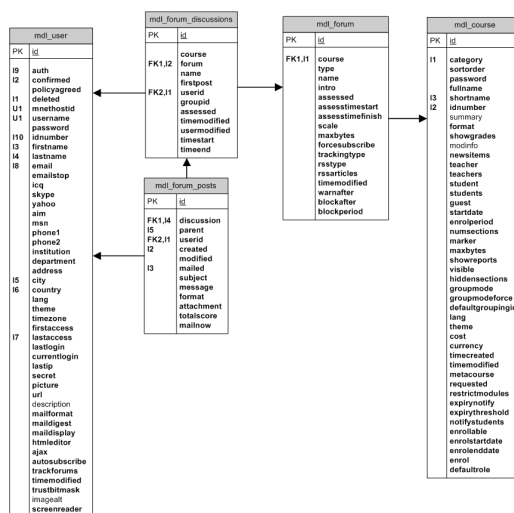 mdl_user
PK id
I9 auth
I2 confirmed
policyagreed
I1 deleted
U1 mnethostid
U1 username
password
I10 idnumber
I3 firstname
I4 lastname
I8 email
emailstop
icq
skype
yahoo
aim
msn
phone1
phone2
institution
department
address
I5 city
I6 country
lang
theme
timezone
firstaccess
I7 lastaccess
lastlogin
currentlogin
lastip
secret
picture
url
description
mailformat
maildigest
maildisplay
htmleditor
ajax
autosubscribe
trackforums
timemodified
trustbitmask
imagealt
screenreader
mdl_forum_discussions
PK id
course
FK1,I2 forum
name
firstpost
FK2,I1 userid
groupid
assessed
timemodified
usermodified
timestart
timeend
mdl_forum_posts
PK id
FK1,I4 discussion
I5 parent
FK2,I1 userid
I2 created
modified
I3 mailed
subject
message
format
attachment
totalscore
mailnow
mdl_forum
PK id
FK1,I1 course
type
name
intro
assessed
assesstimestart
assesstimefinish
scale
maxbytes
forcesubscribe
trackingtype
rsstype
rssarticles
timemodified
warnafter
blockafter
blockperiod
mdl_course
PK id
I1 category
sortorder
password
fullname
I3 shortname
I2 idnumber
summary
format
showgrades
modinfo
newsitems
teacher
teachers
student
students
guest
startdate
enrolperiod
numsections
marker
maxbytes
showreports
visible
hiddensections
groupmode
groupmodeforce
defaultgroupingid
lang
theme
cost
currency
timecreated
timemodified
metacourse
requested
restrictmodules
expirynotify
expirythreshold
notifystudents
enrollable
enrolstartdate
enrolenddate
enrol
defaultrole